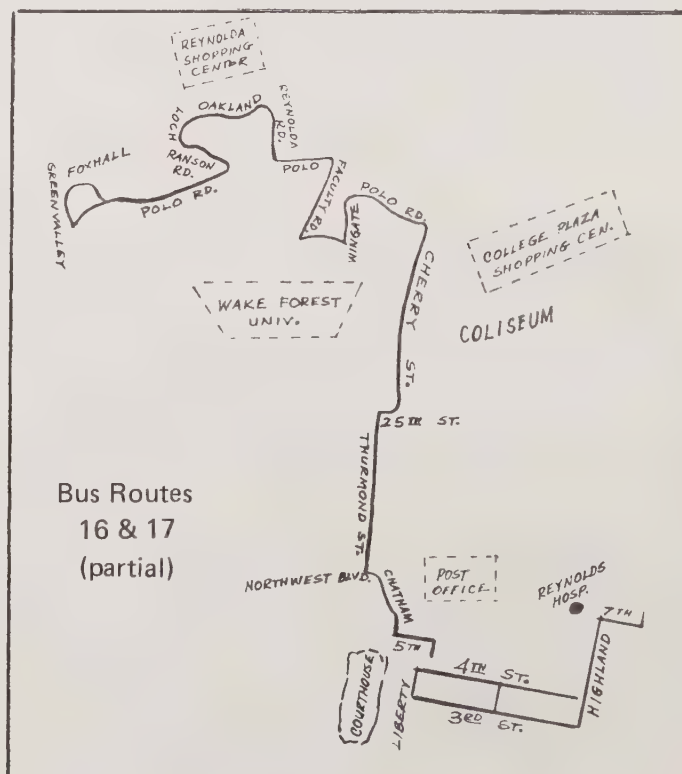 REYNOLDA
SHOPPING
CENTER
OAKLAND
REYNOLDA
RD.
LOCH
RANSON
RD.
FOXHALL
GREENVALLEY
POLO RD.
POLO
FACULTY RD.
WINGATE
POLO RD.
COLLEGE PLAZA
SHOPPING CEN.
WAKE FOREST
UNIV.
CHERRY ST.
COLISEUM
25TH ST.
THURMOND ST.
Bus Routes
16 & 17
(partial)
NORTHWEST BLVD.
CHATHAM
POST
OFFICE
REYNOLDS
HOSP.
7TH
5TH
HIGHLAND
COURTHOUSE
LIBERTY
4TH ST.
3RD ST.